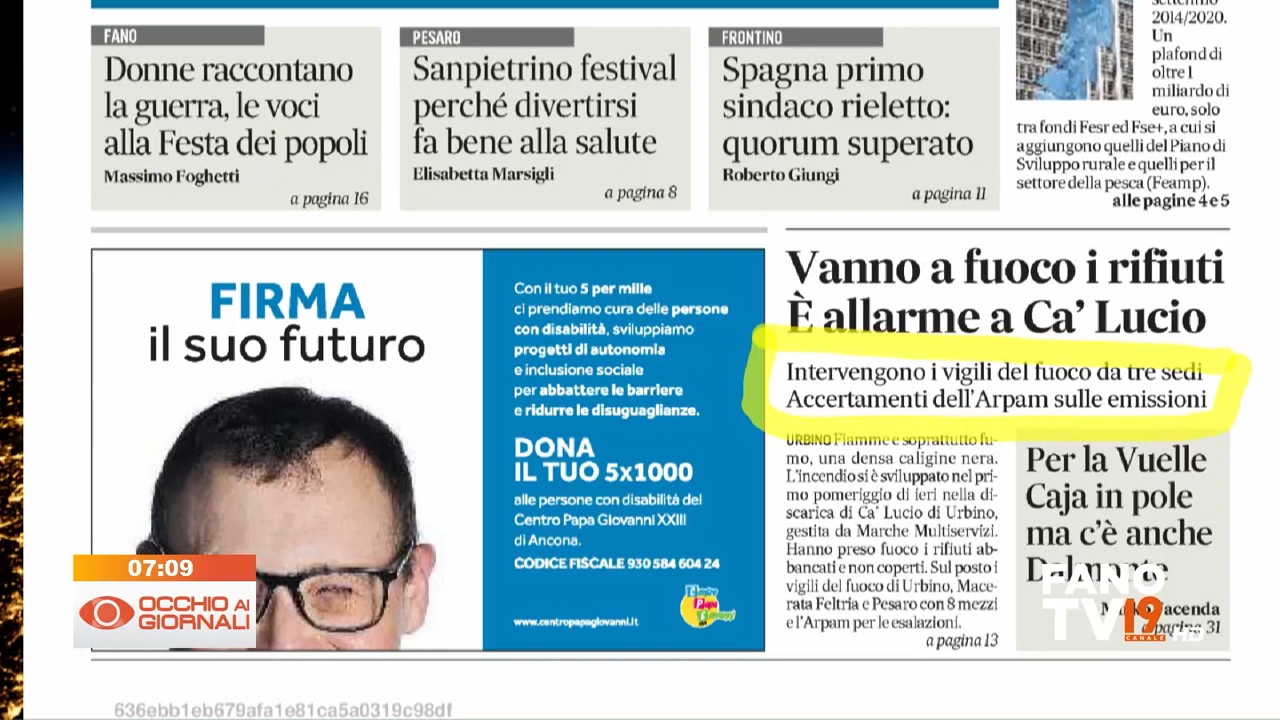 FANO
Donne raccontano
la guerra, le voci
alla Festa dei popoli
Massimo Foghetti
a pagina 16
PESARO
Sanpietrino festival
perché divertirsi
fa bene alla salute
Elisabetta Marsigli
a pagina 8
FRONTINO
Spagna primo
sindaco rieletto:
quorum superato
Roberto Giungi
a pagina 11
2014/2020.
Un
plafond di
oltre 1
miliardo di
euro, solo
tra fondi Fesr ed Fse+, a cui si
aggiungono quelli del Piano di
Sviluppo rurale e quelli per il
settore della pesca (Feamp).
alle pagine 4 e 5
FIRMA
il suo futuro
Con il tuo 5 per mille
ci prendiamo cura delle persone
con disabilità, sviluppiamo
progetti di autonomia
e inclusione sociale
per abbattere le barriere
e ridurre le disuguaglianze.
DONA
IL TUO 5x1000
alle persone con disabilità del
Centro Papa Giovanni XXIII
di Ancona.
CODICE FISCALE 930 584 604 24
www.centropapagiovanni.it
Vanno a fuoco i rifiuti
È allarme a Ca’ Lucio
Intervengono i vigili del fuoco da tre sedi
Accertamenti dell’Arpam sulle emissioni
URBINO Fiamme e soprattutto fu-
mo, una densa caligine nera.
L’incendio si è sviluppato nel pri-
mo pomeriggio di ieri nella di-
scarica di Ca’ Lucio di Urbino,
gestita da Marche Multiservizi.
Hanno preso fuoco i rifiuti ab-
bancati e non coperti. Sul posto i
vigili del fuoco di Urbino, Mace-
rata Feltria e Pesaro con 8 mezzi
e l’Arpam per le esalazioni.
a pagina 13
Per la Vuelle
Caja in pole
ma c’è anche
Facenda
a pagina 31
07:09
OCCHIO AI
GIORNALI
FANO
TV 19
CANALE
.HD
636ebb1eb679afa1e81ca5a0319c98df